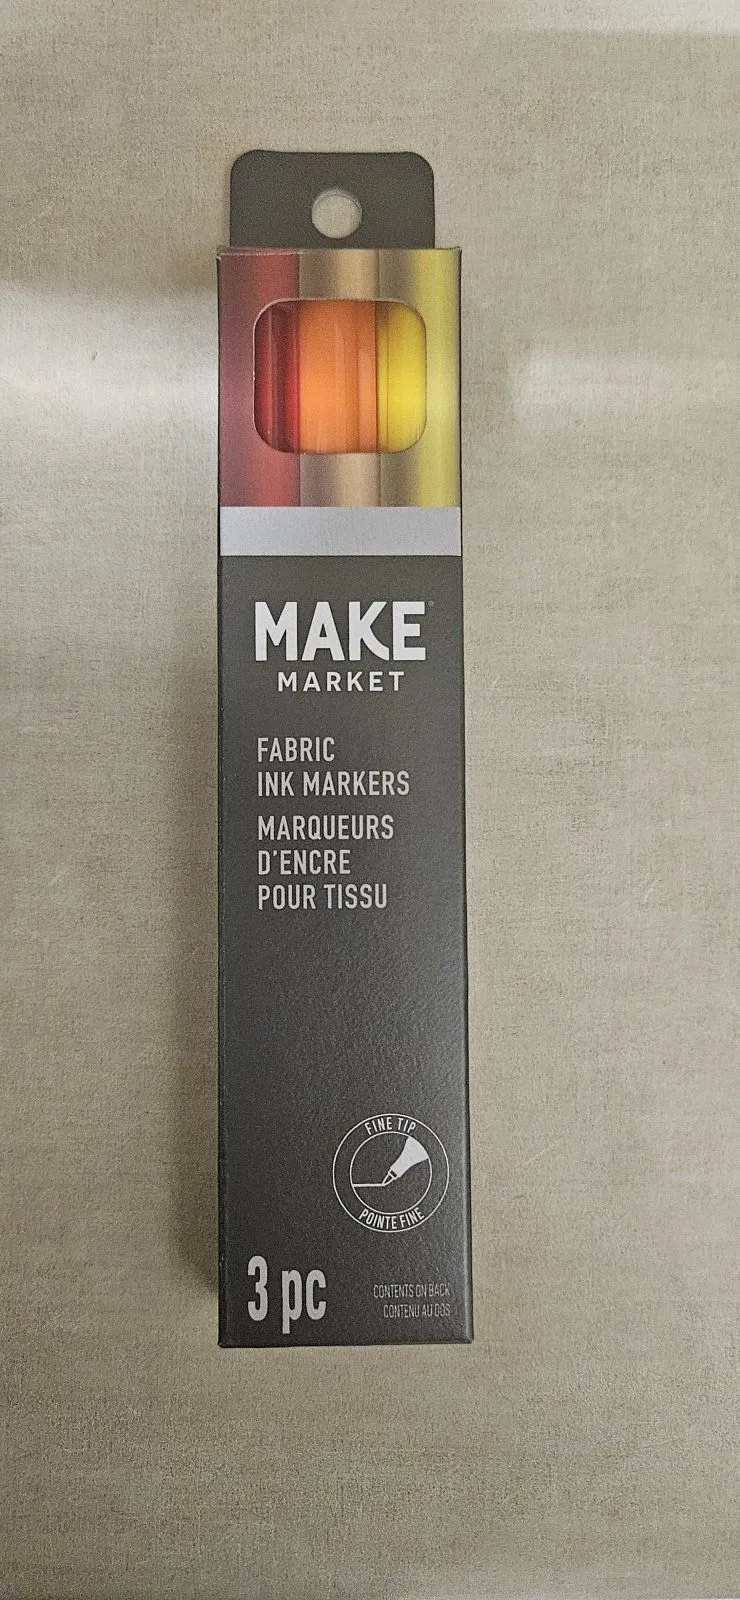 MAKE®
MARKET
FABRIC
INK MARKERS
MARQUEURS
D'ENCRE
POUR TISSU
FINE TIP
POINTE FINE
3 pc
CONTENTS ON BACK
CONTENU AU DOS